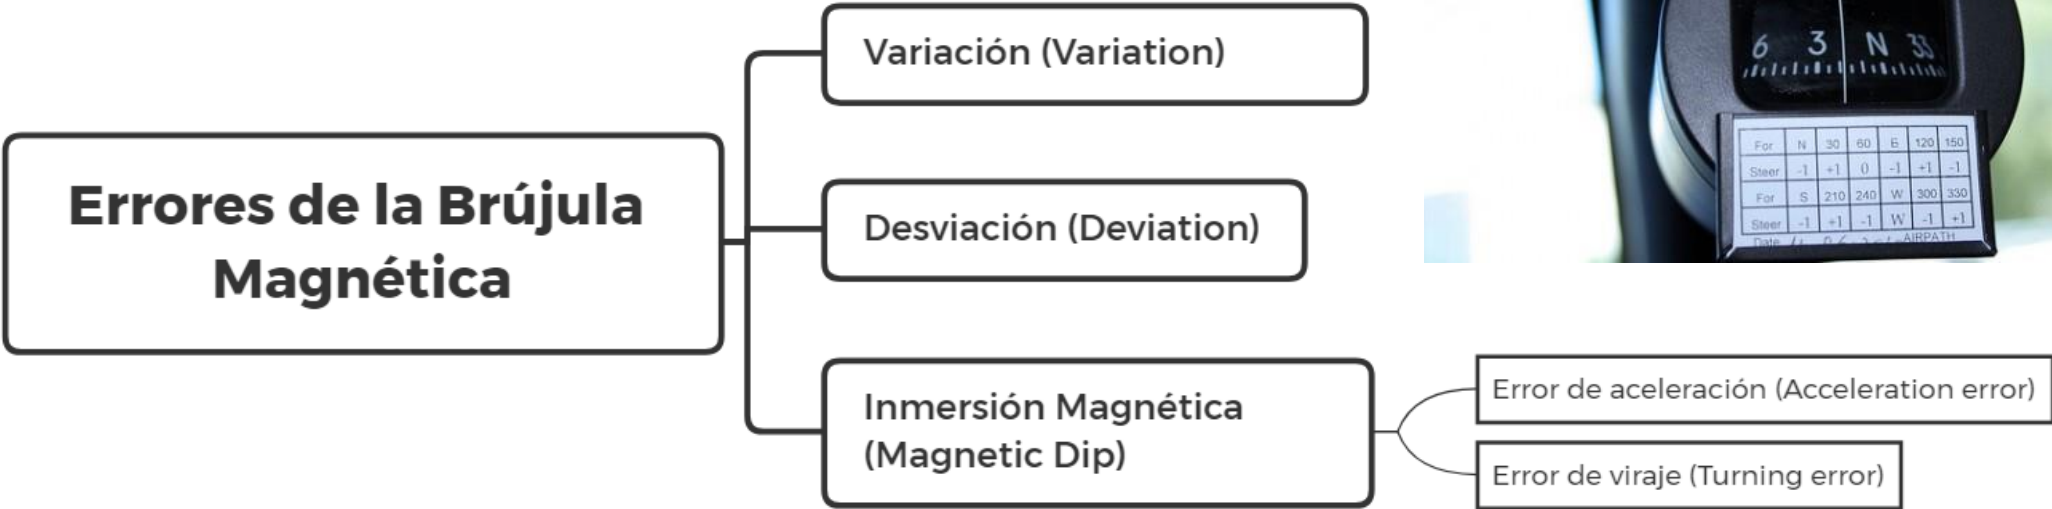 Errores de la Brújula
Magnética
Variación (Variation)
Desviación (Deviation)
Inmersión Magnética
(Magnetic Dip)
Error de aceleración (Acceleration error)
Error de viraje (Turning error)
6 3 N 33
For N 30 60 E 120 150
Steer -1 +1 0 -1 +1 -1
For S 210 240 W 300 330
Steer -1 +1 -1 W -1 +1
Date AIRPATH